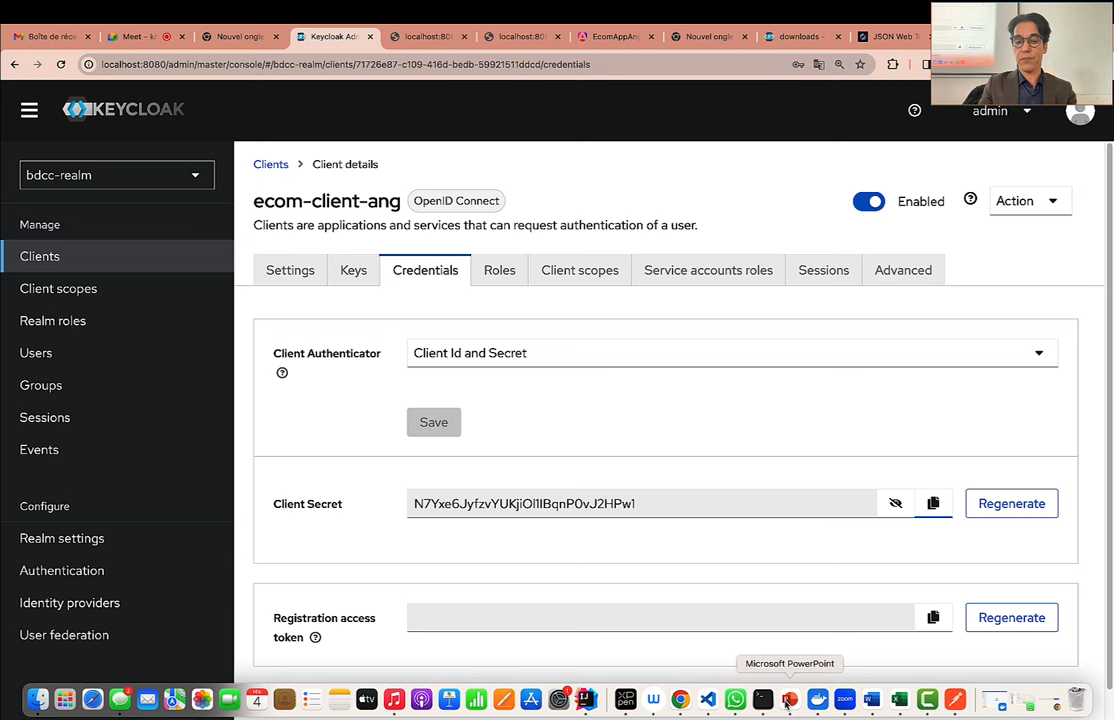 Boîte de réce
Meet – kr
Nouvel ongle
Keycloak Adm
localhost:808
localhost:808
EcomAppAng
Nouvel ongle
downloads -
JSON Web T
localhost:8080/admin/master/console/#/bdcc-realm/clients/71726e87-c109-416d-bedb-59921511ddcd/credentials
KEYCLOAK
admin
bdcc-realm
Manage
Clients
Client scopes
Realm roles
Users
Groups
Sessions
Events
Configure
Realm settings
Authentication
Identity providers
User federation
Clients > Client details
ecom-client-ang OpenID Connect
Enabled
Action
Clients are applications and services that can request authentication of a user.
Settings
Keys
Credentials
Roles
Client scopes
Service accounts roles
Sessions
Advanced
Client Authenticator
Client Id and Secret
Save
Client Secret
N7Yxe6JyfzvYUKjiOl1IBqnP0vJ2HPw1
Regenerate
Registration access
token
Regenerate
Microsoft PowerPoint